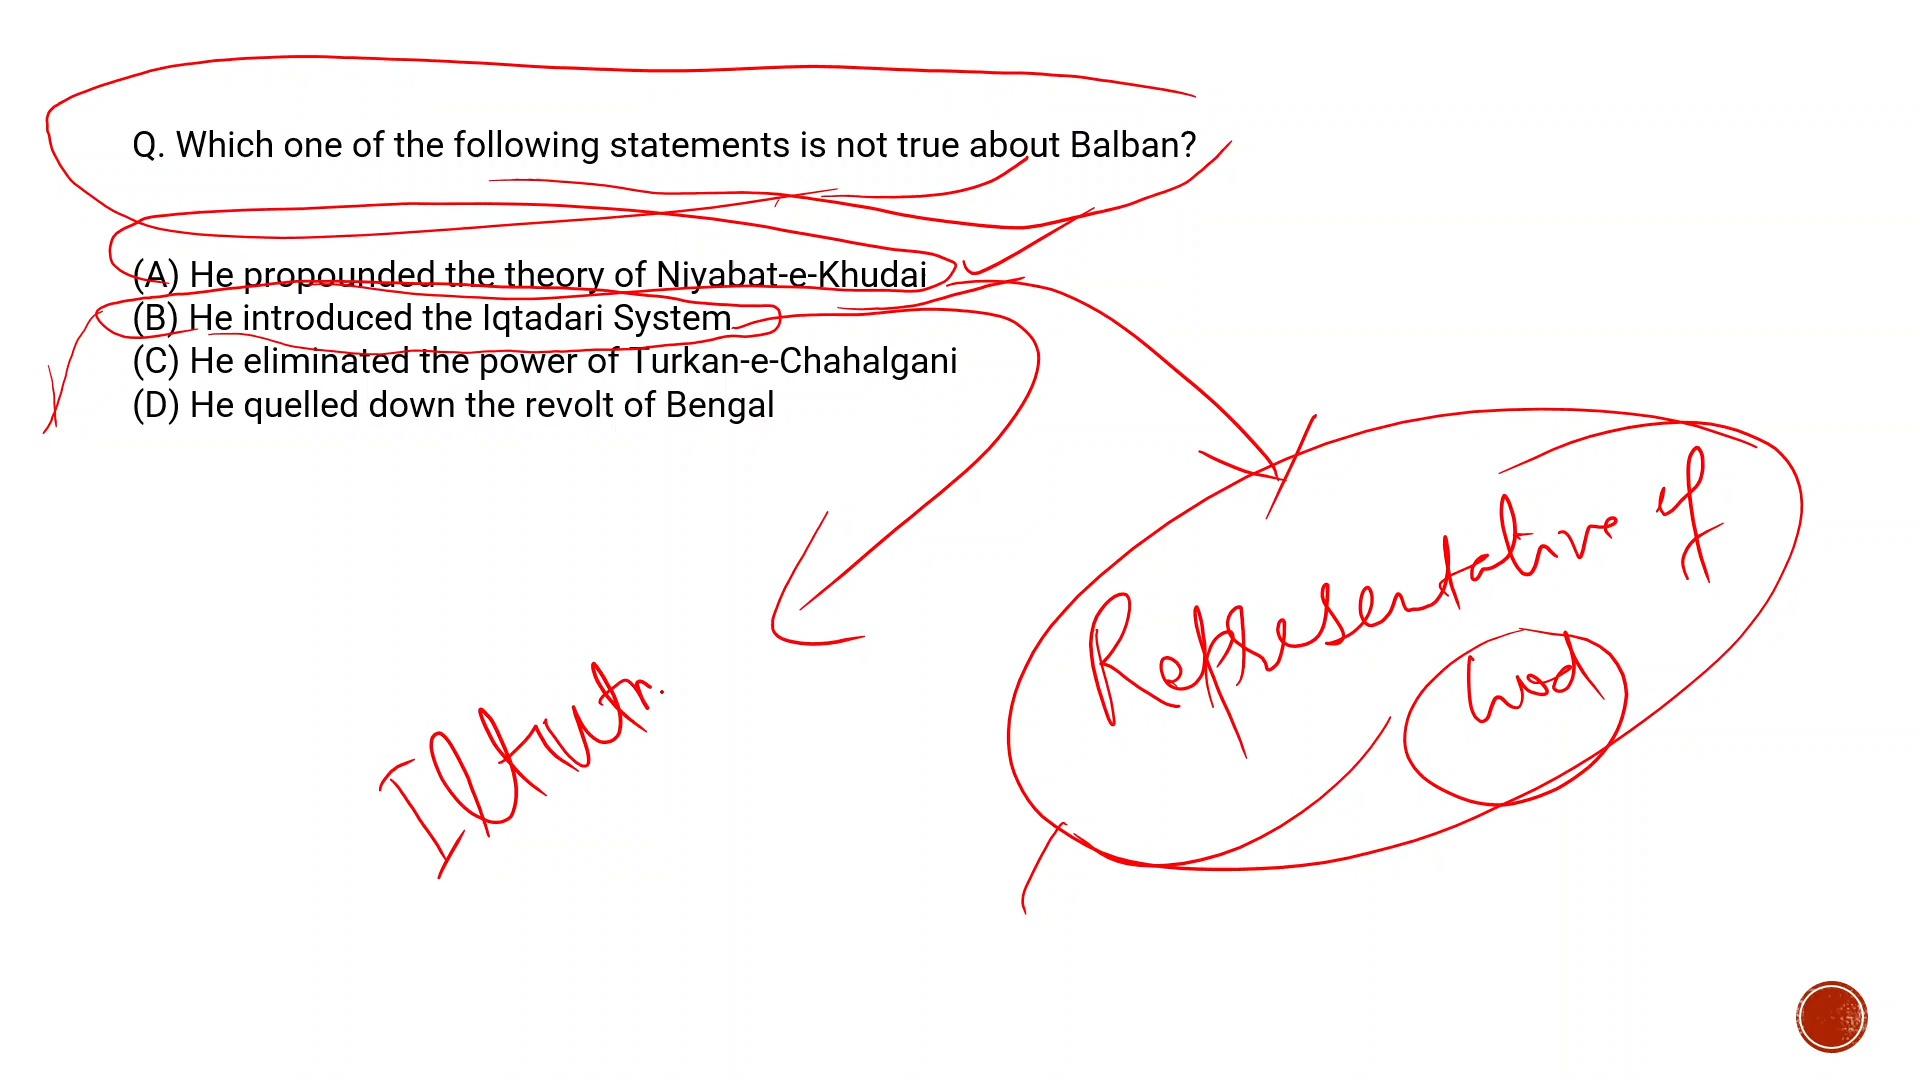 Q. Which one of the following statements is not true about Balban?
(A) He propounded the theory of Niyabat-e-Khudai
(B) He introduced the Iqtadari System
(C) He eliminated the power of Turkan-e-Chahalgani
(D) He quelled down the revolt of Bengal
Representative of